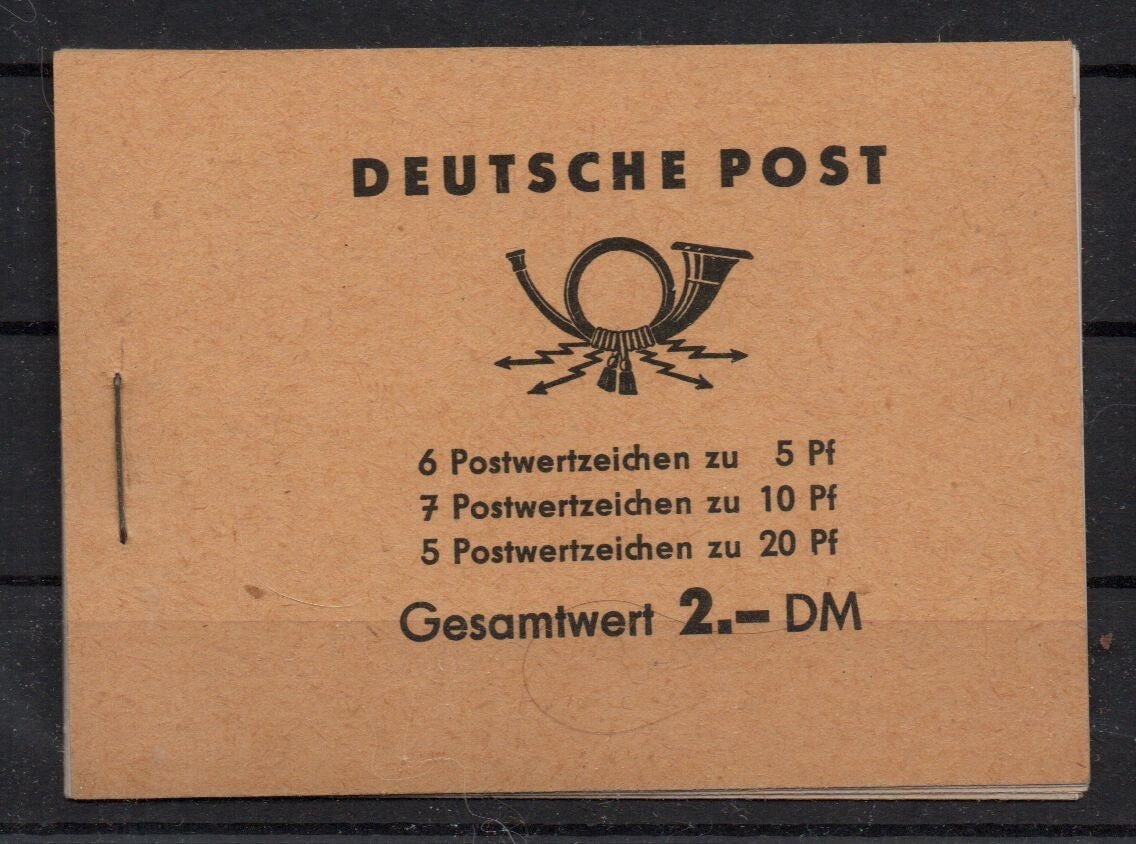 DEUTSCHE POST
6 Postwertzeichen zu 5 Pf
7 Postwertzeichen zu 10 Pf
5 Postwertzeichen zu 20 Pf
Gesamtwert 2.– DM